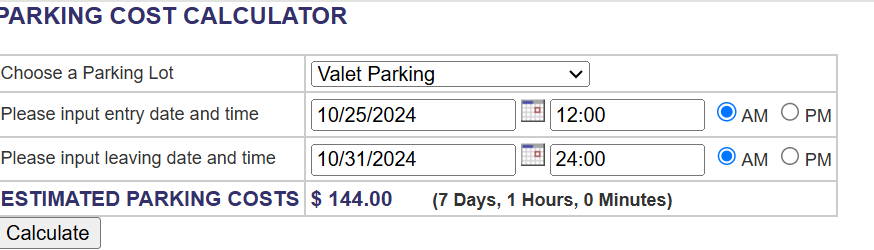 PARKING COST CALCULATOR
Choose a Parking Lot Valet Parking
Please input entry date and time 10/25/2024 12:00 AM PM
Please input leaving date and time 10/31/2024 24:00 AM PM
ESTIMATED PARKING COSTS $ 144.00 (7 Days, 1 Hours, 0 Minutes)
Calculate